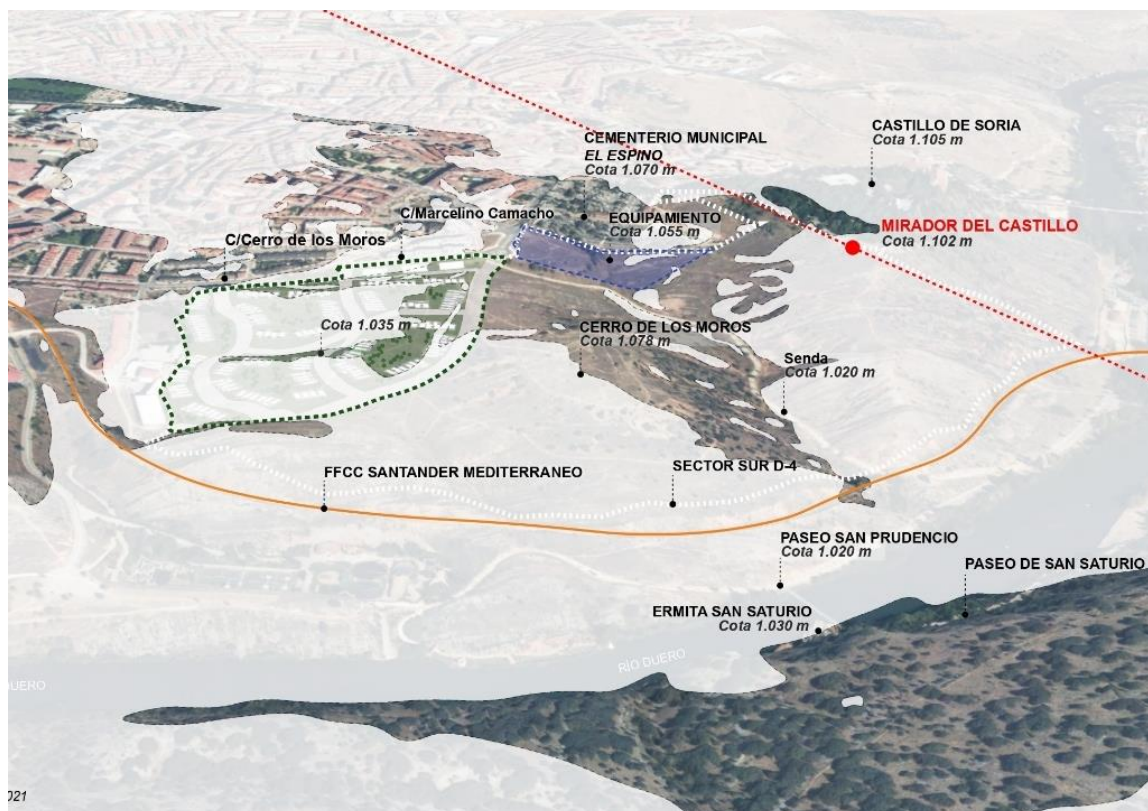 CEMENTERIO MUNICIPAL
EL ESPINO
Cota 1.070 m
CASTILLO DE SORIA
Cota 1.105 m
C/Marcelino Camacho
EQUIPAMIENTO
Cota 1.055 m
MIRADOR DEL CASTILLO
Cota 1.102 m
C/Cerro de los Moros
Cota 1.035 m
CERRO DE LOS MOROS
Cota 1.078 m
Senda
Cota 1.020 m
FFCC SANTANDER MEDITERRANEO
SECTOR SUR D-4
PASEO SAN PRUDENCIO
Cota 1.020 m
PASEO DE SAN SATURIO
ERMITA SAN SATURIO
Cota 1.030 m
RÍO DUERO
DUERO
021